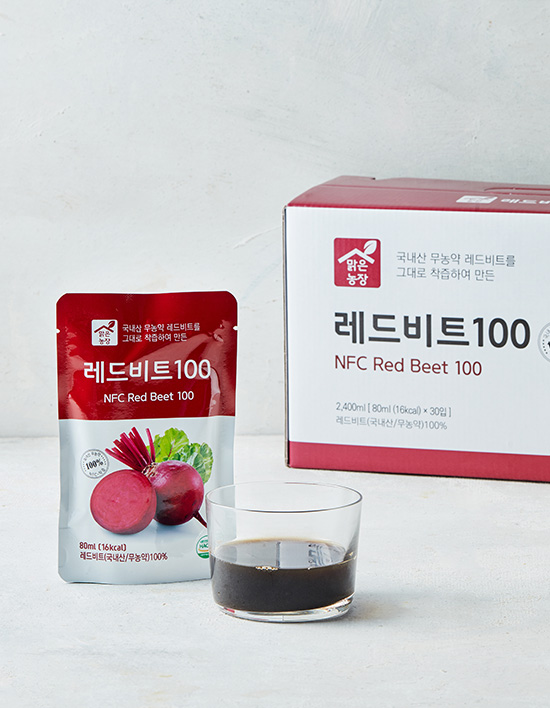 맑은
농장
국내산 무농약 레드비트를
그대로 착즙하여 만든
레드비트100
NFC Red Beet 100
2,400ml [ 80ml (16kcal) × 30입 ]
레드비트(국내산/무농약)100%
맑은
농장
국내산 무농약 레드비트를
그대로 착즙하여 만든
레드비트100
NFC Red Beet 100
100%
80ml (16kcal)
레드비트(국내산/무농약)100%